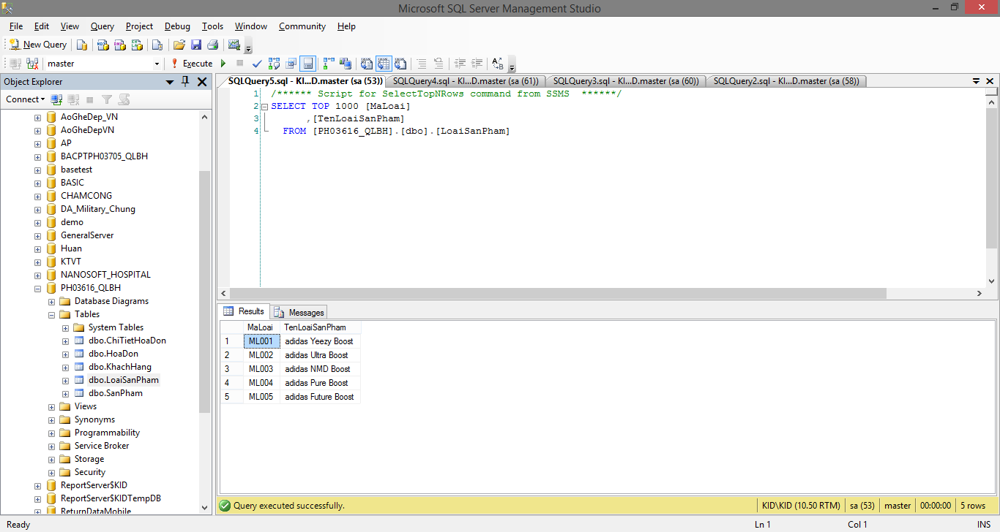 Microsoft SQL Server Management Studio
File Edit View Query Project Debug Tools Window Community Help
New Query
master Execute
Object Explorer
Connect
AoGheDep_VN
AoGheDepVN
AP
BACPTPH03705_QLBH
basetest
BASIC
CHAMCONG
DA_Military_Chung
demo
GeneralServer
Huan
KTVT
NANOSOFT_HOSPITAL
PH03616_QLBH
Database Diagrams
Tables
System Tables
dbo.ChiTietHoaDon
dbo.HoaDon
dbo.KhachHang
dbo.LoaiSanPham
dbo.SanPham
Views
Synonyms
Programmability
Service Broker
Storage
Security
ReportServer$KID
ReportServer$KIDTempDB
ReturnDataMobile
SQLQuery5.sql - KI...D.master (sa (53)) SQLQuery4.sql - KI...D.master (sa (61)) SQLQuery3.sql - KI...D.master (sa (60)) SQLQuery2.sql - KI...D.master (sa (58))
1 /****** Script for SelectTopNRows command from SSMS ******/
2 SELECT TOP 1000 [MaLoai]
3 ,[TenLoaiSanPham]
4 FROM [PH03616_QLBH].[dbo].[LoaiSanPham]
Results Messages
MaLoai TenLoaiSanPham
1 ML001 adidas Yeezy Boost
2 ML002 adidas Ultra Boost
3 ML003 adidas NMD Boost
4 ML004 adidas Pure Boost
5 ML005 adidas Future Boost
Query executed successfully. KID\KID (10.50 RTM) sa (53) master 00:00:00 5 rows
Ready Ln 1 Col 1 INS